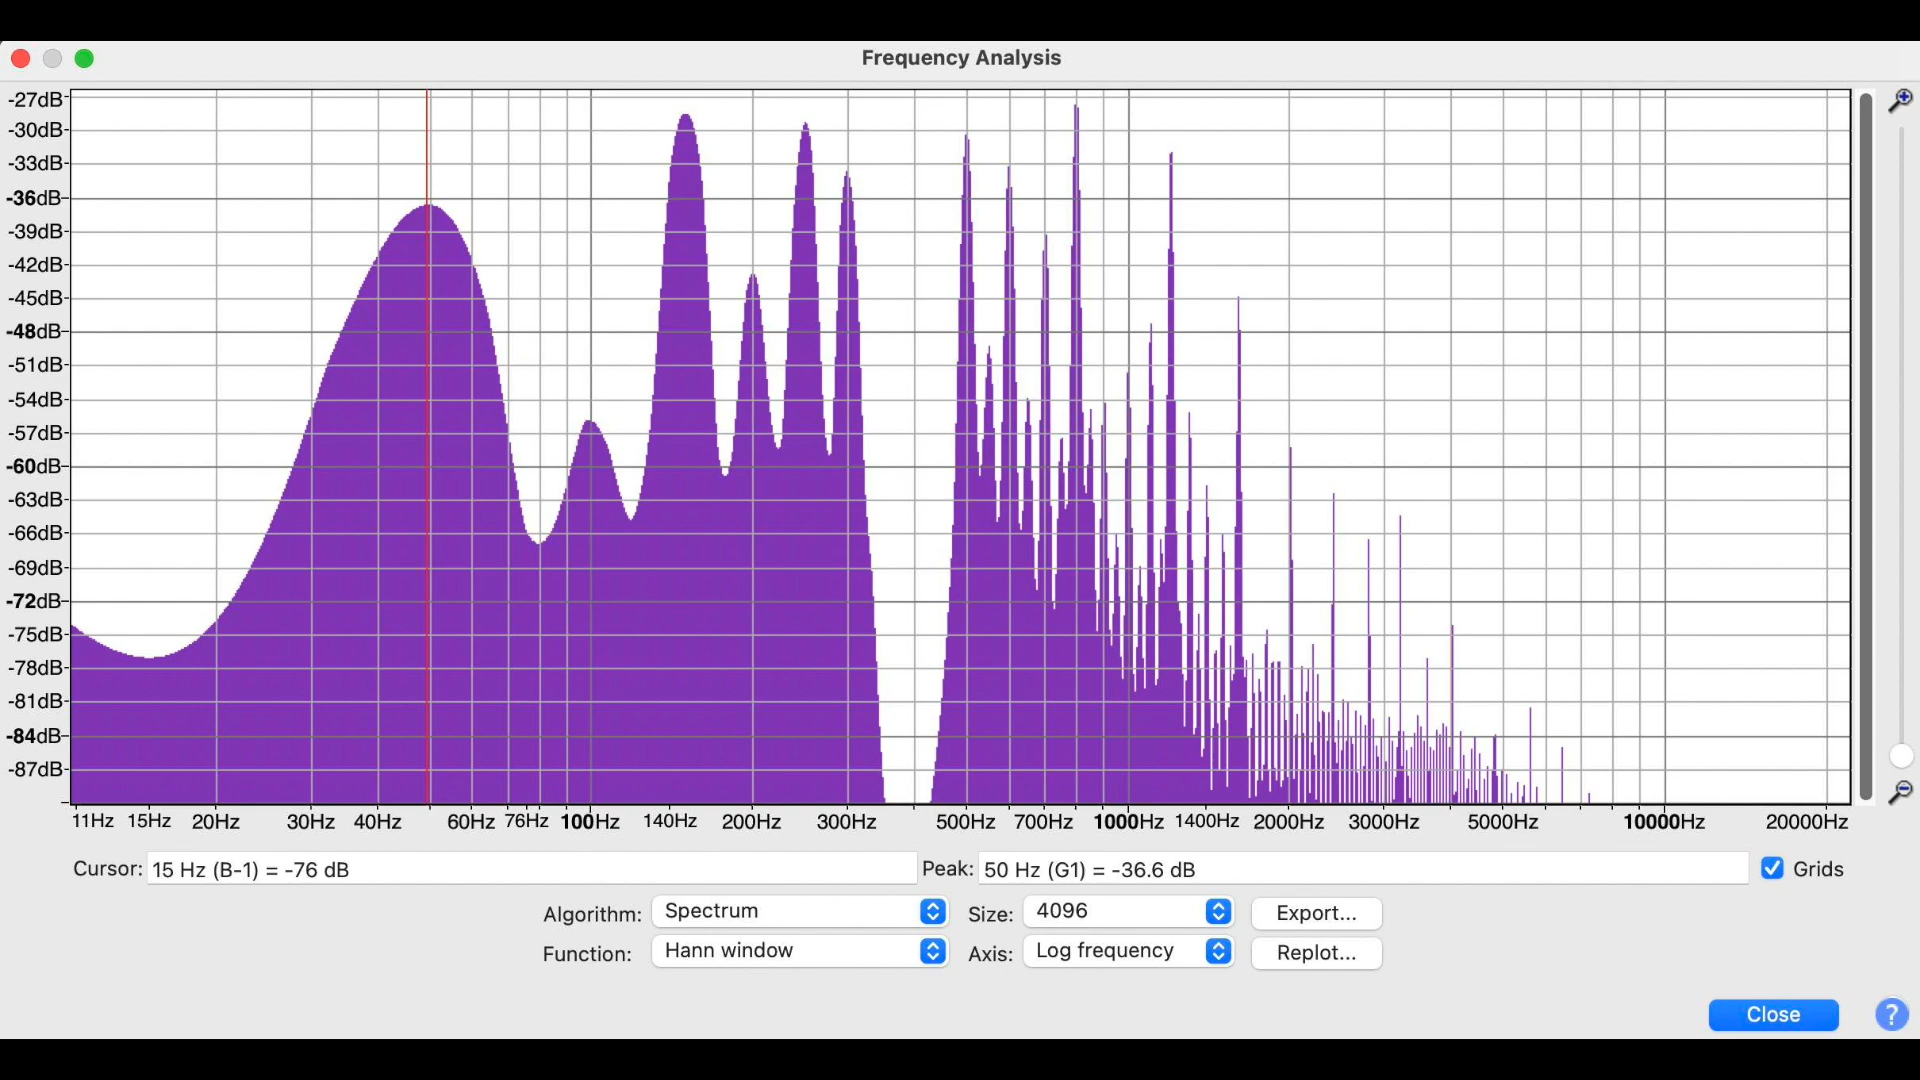 Frequency Analysis
-27dB
-30dB
-33dB
-36dB
-39dB
-42dB
-45dB
-48dB
-51dB
-54dB
-57dB
-60dB
-63dB
-66dB
-69dB
-72dB
-75dB
-78dB
-81dB
-84dB
-87dB
11Hz 15Hz 20Hz 30Hz 40Hz 60Hz 76Hz 100Hz 140Hz 200Hz 300Hz 500Hz 700Hz 1000Hz 1400Hz 2000Hz 3000Hz 5000Hz 10000Hz 20000Hz
Cursor: 15 Hz (B-1) = -76 dB Peak: 50 Hz (G1) = -36.6 dB Grids
Algorithm: Spectrum Size: 4096 Export...
Function: Hann window Axis: Log frequency Replot...
Close ?